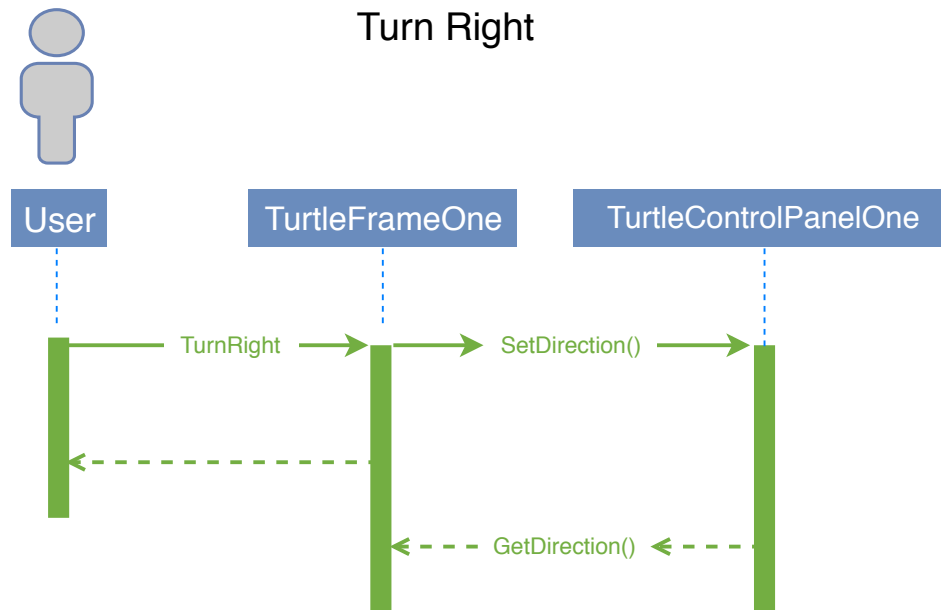 Turn Right
User
TurtleFrameOne
TurtleControlPanelOne
TurnRight
SetDirection()
GetDirection()